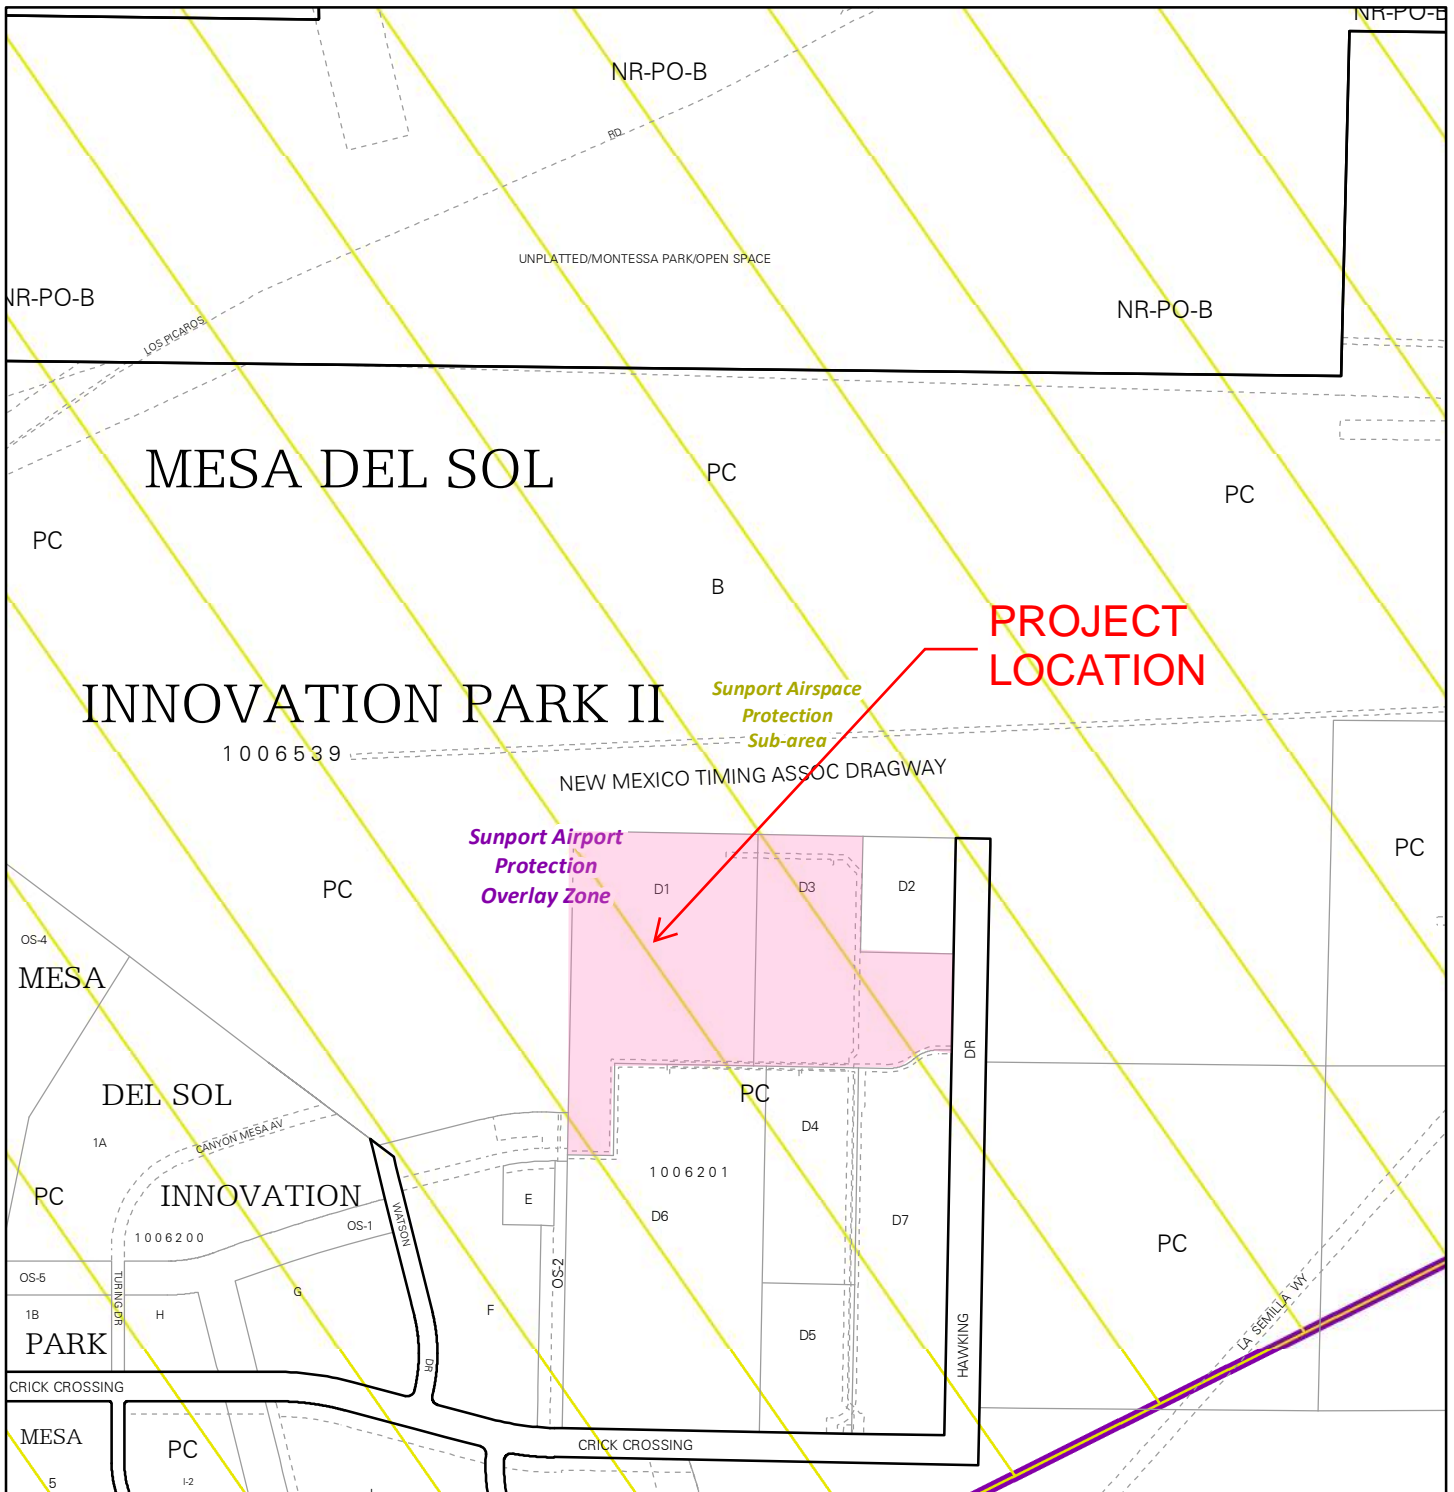 NR-PO-B
NR-PO-B
RD
UNPLATTED/MONTESSA PARK/OPEN SPACE
NR-PO-B
NR-PO-B
LOS PICAROS
MESA DEL SOL
PC
PC
PC
B
PROJECT
LOCATION
INNOVATION PARK II
Sunport Airspace
Protection
Sub-area
1006539
NEW MEXICO TIMING ASSOC DRAGWAY
Sunport Airport
Protection
Overlay Zone
PC
PC
D1
D3
D2
OS-4
MESA
DR
DEL SOL
PC
1A
CANYON MESA AV
D4
1006201
PC
INNOVATION
E
WATSON
OS-1
D6
D7
1006200
PC
OS-5
TURING DR
G
OS-2
LA SEMILLA WY
1B
H
F
PARK
D5
HAWKING
DR
CRICK CROSSING
MESA
PC
CRICK CROSSING
5
I-2